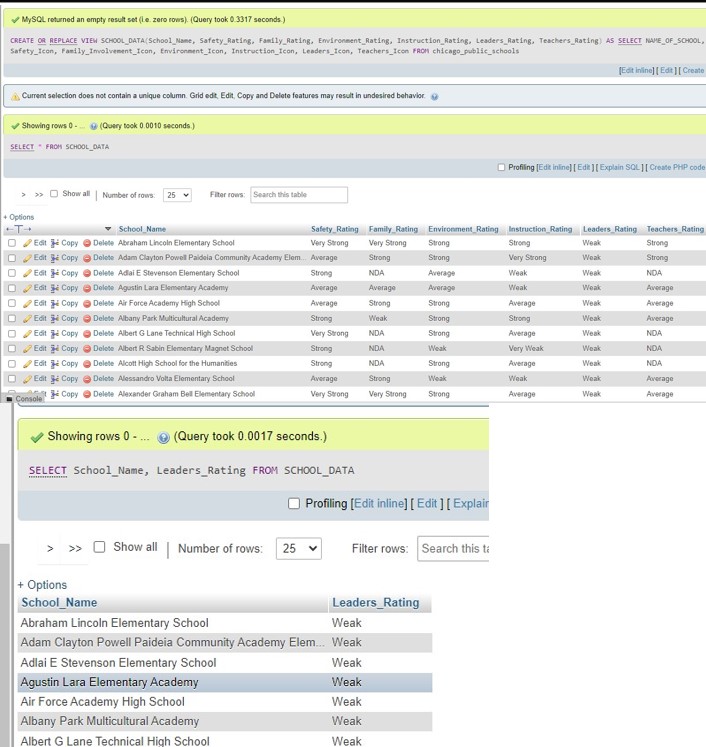 MySQL returned an empty result set (i.e. zero rows). (Query took 0.3317 seconds.)
CREATE OR REPLACE VIEW SCHOOL_DATA(School_Name, Safety_Rating, Family_Rating, Environment_Rating, Instruction_Rating, Leaders_Rating, Teachers_Rating) AS SELECT NAME_OF_SCHOOL,
Safety_Icon, Family_Involvement_Icon, Environment_Icon, Instruction_Icon, Leaders_Icon, Teachers_Icon FROM chicago_public_schools
[Edit inline] [ Edit ] [ Create
Current selection does not contain a unique column. Grid edit, Edit, Copy and Delete features may result in undesired behavior.
Showing rows 0 - ... (Query took 0.0010 seconds.)
SELECT * FROM SCHOOL_DATA
Profiling [Edit inline] [ Edit ] [ Explain SQL ] [ Create PHP code
> >> Show all | Number of rows: 25 Filter rows: Search this table
+ Options
←T→ School_Name Safety_Rating Family_Rating Environment_Rating Instruction_Rating Leaders_Rating Teachers_Rating
Edit Copy Delete Abraham Lincoln Elementary School Very Strong Very Strong Strong Strong Weak Strong
Edit Copy Delete Adam Clayton Powell Paideia Community Academy Elem... Average Strong Strong Very Strong Weak Strong
Edit Copy Delete Adlai E Stevenson Elementary School Strong NDA Average Weak Weak NDA
Edit Copy Delete Agustin Lara Elementary Academy Average Average Average Weak Weak Average
Edit Copy Delete Air Force Academy High School Average Strong Strong Average Weak Average
Edit Copy Delete Albany Park Multicultural Academy Strong Weak Strong Strong Weak Average
Edit Copy Delete Albert G Lane Technical High School Very Strong NDA Strong Average Weak NDA
Edit Copy Delete Albert R Sabin Elementary Magnet School Strong NDA Weak Very Weak Weak NDA
Edit Copy Delete Alcott High School for the Humanities Strong NDA Strong Average Weak NDA
Edit Copy Delete Alessandro Volta Elementary School Average Strong Weak Weak Weak Average
Edit Copy Delete Alexander Graham Bell Elementary School Very Strong Very Strong Strong Average Weak Average
Console
Showing rows 0 - ... (Query took 0.0017 seconds.)
SELECT School_Name, Leaders_Rating FROM SCHOOL_DATA
Profiling [Edit inline] [ Edit ] [ Explain
> >> Show all | Number of rows: 25 Filter rows: Search this ta
+ Options
School_Name Leaders_Rating
Abraham Lincoln Elementary School Weak
Adam Clayton Powell Paideia Community Academy Elem... Weak
Adlai E Stevenson Elementary School Weak
Agustin Lara Elementary Academy Weak
Air Force Academy High School Weak
Albany Park Multicultural Academy Weak
Albert G Lane Technical High School Weak